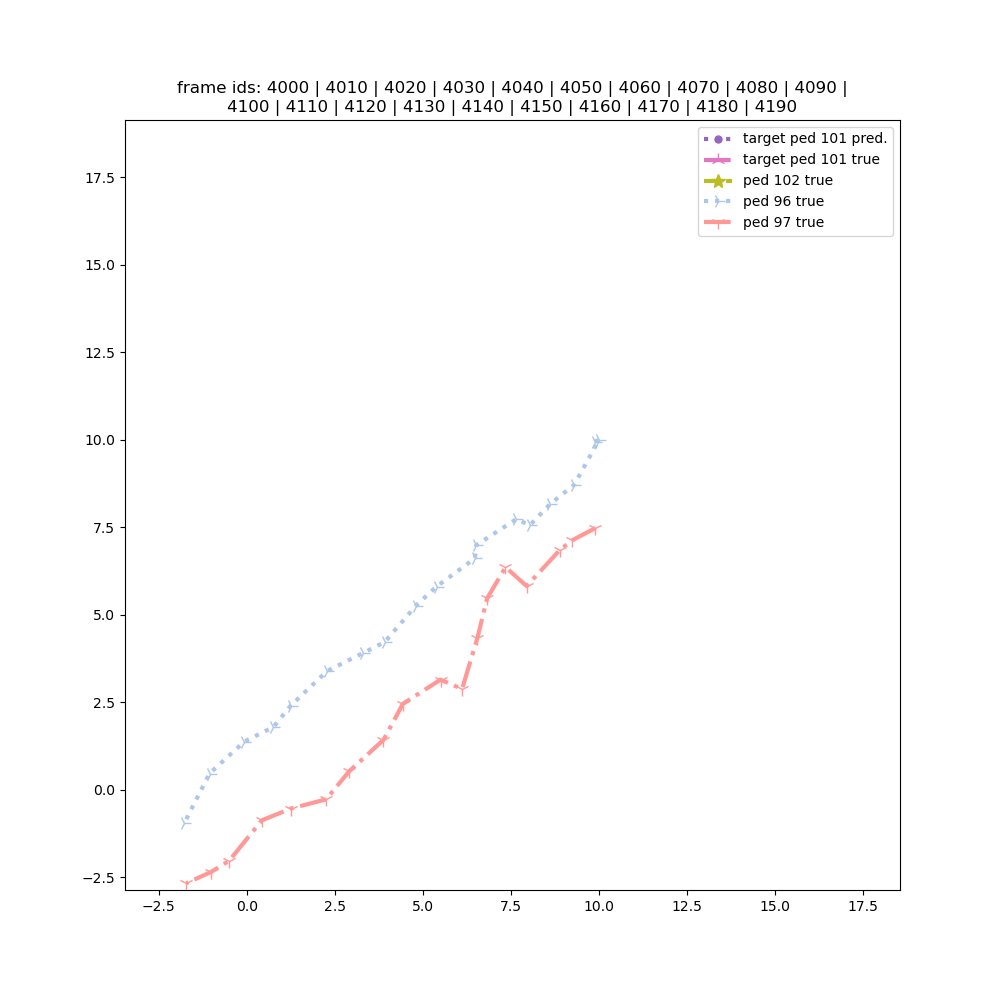 frame ids: 4000 | 4010 | 4020 | 4030 | 4040 | 4050 | 4060 | 4070 | 4080 | 4090 |
4100 | 4110 | 4120 | 4130 | 4140 | 4150 | 4160 | 4170 | 4180 | 4190
target ped 101 pred.
target ped 101 true
ped 102 true
ped 96 true
ped 97 true
17.5
15.0
12.5
10.0
7.5
5.0
2.5
0.0
−2.5
−2.5 0.0 2.5 5.0 7.5 10.0 12.5 15.0 17.5